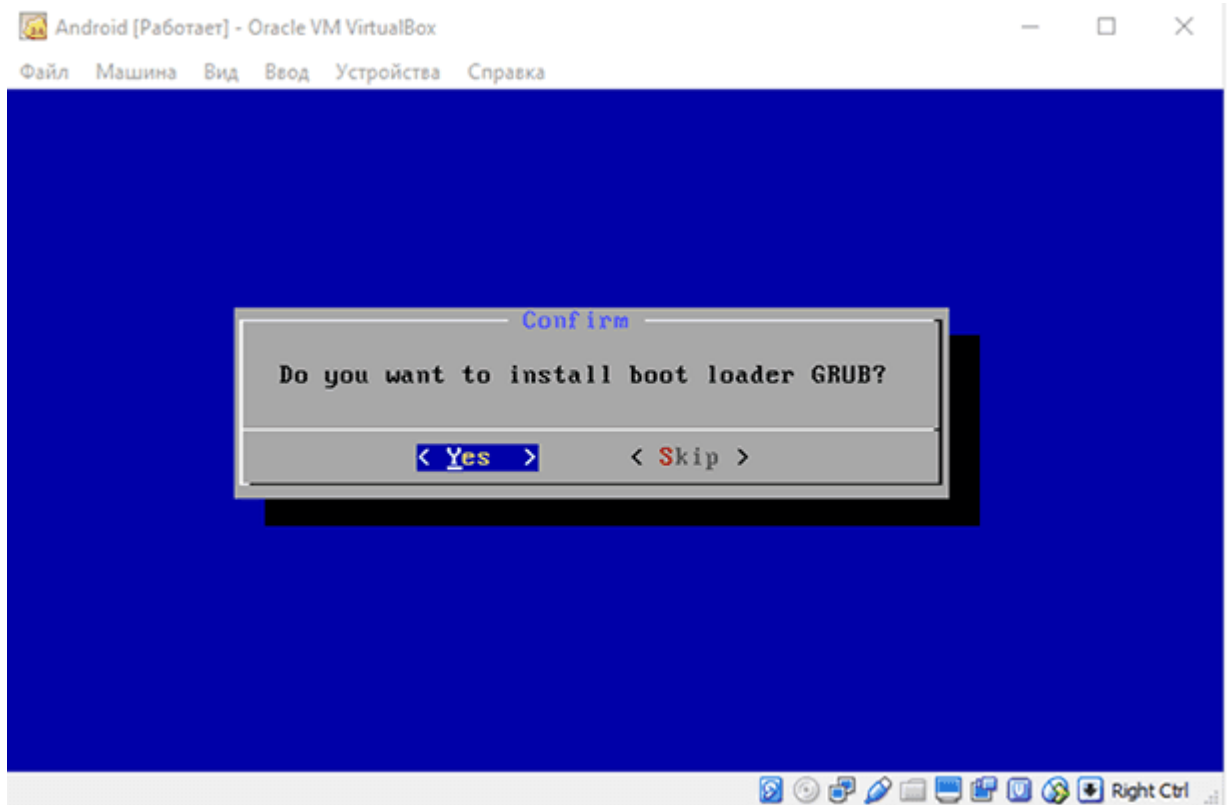 Android [Работает] - Oracle VM VirtualBox
Файл Машина Вид Ввод Устройства Справка
Confirm
Do you want to install boot loader GRUB?
< Yes > < Skip >
Right Ctrl